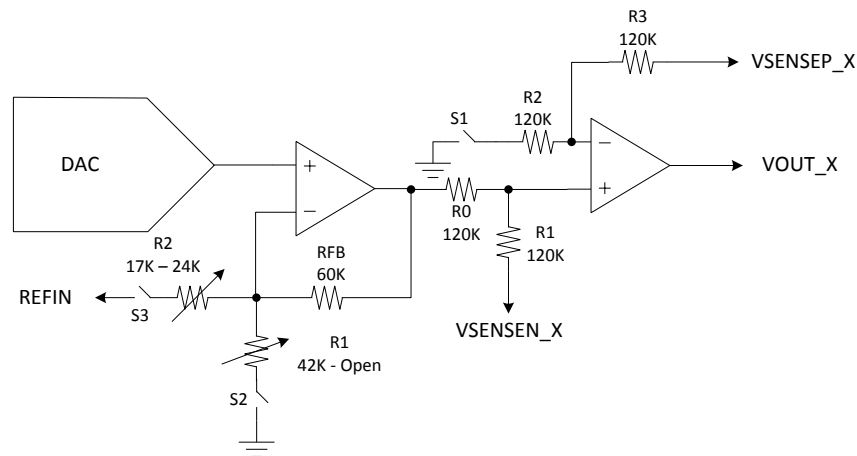 R3
120K
VSENSEP_X
R2
120K
S1
DAC
+
−
−
+
VOUT_X
R0
120K
R1
120K
R2
17K – 24K
RFB
60K
REFIN
S3
VSENSEN_X
R1
42K - Open
S2